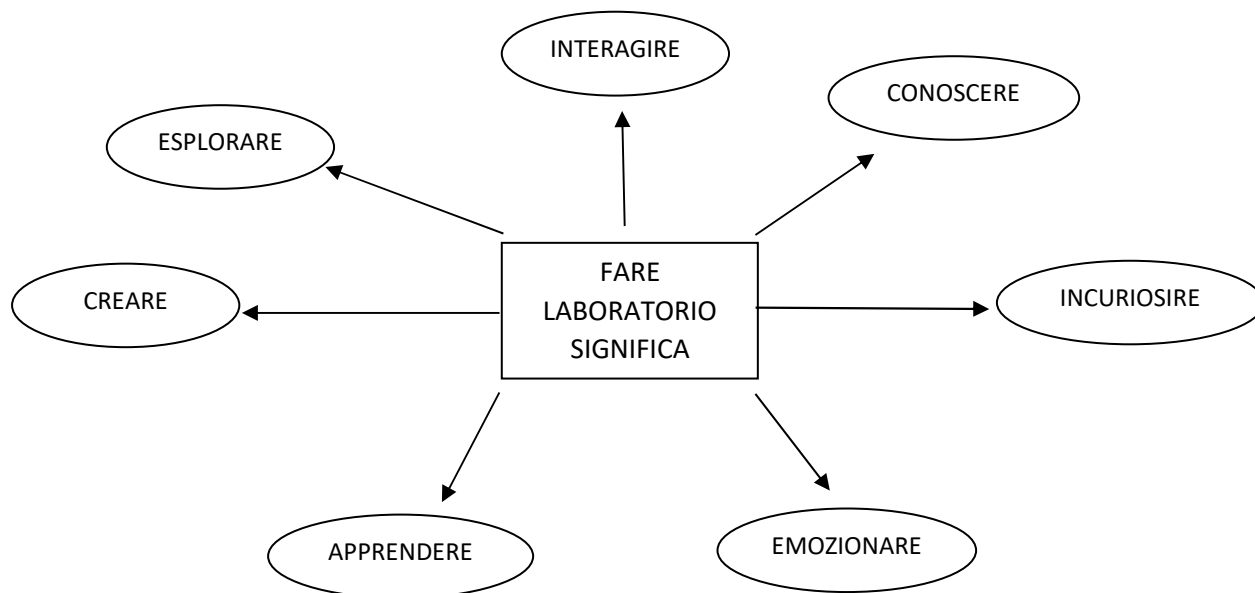 INTERAGIRE
CONOSCERE
ESPLORARE
FARE
LABORATORIO
SIGNIFICA
CREARE
INCURIOSIRE
APPRENDERE
EMOZIONARE